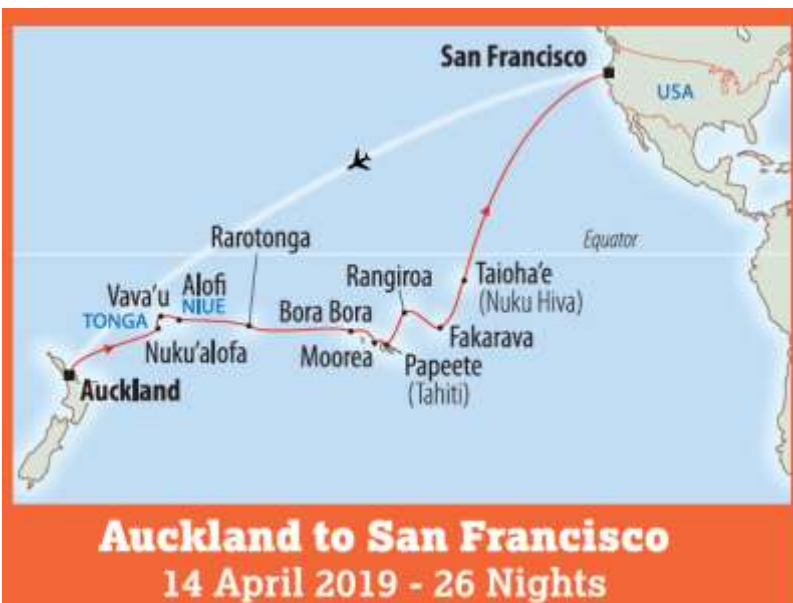 San Francisco
USA
Equator
Rarotonga
Rangiroa
Taioha'e
(Nuku Hiva)
Vava'u
Alofi
NIUE
TONGA
Bora Bora
Nuku'alofa
Moorea
Fakarava
Papeete
(Tahiti)
Auckland
Auckland to San Francisco
14 April 2019 - 26 Nights